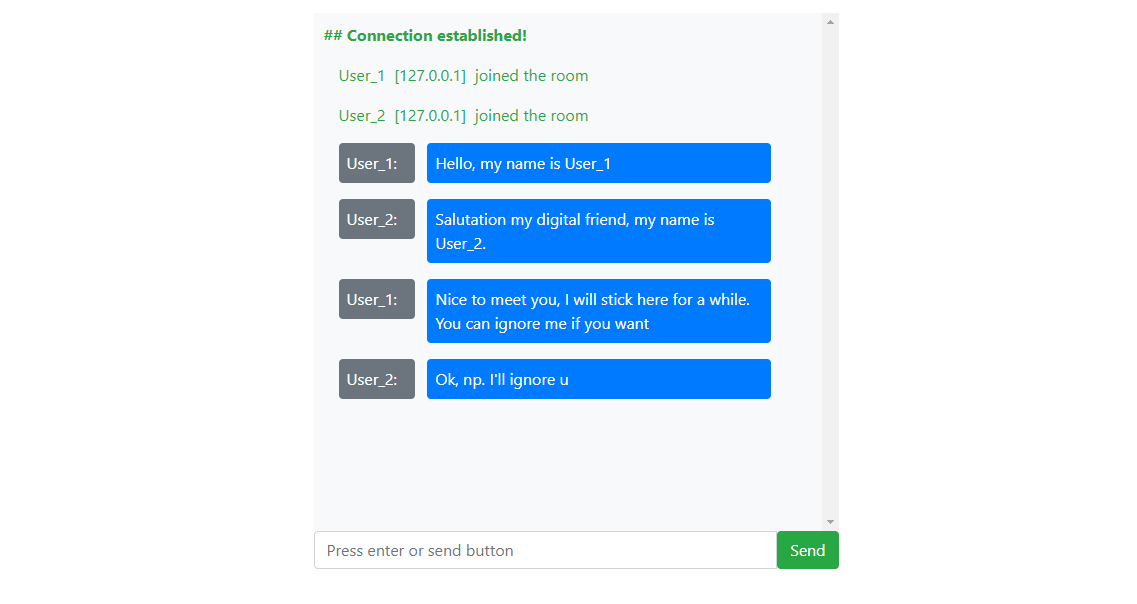 ## Connection established!
User_1 [127.0.0.1] joined the room
User_2 [127.0.0.1] joined the room
User_1: Hello, my name is User_1
User_2: Salutation my digital friend, my name is
User_2.
User_1: Nice to meet you, I will stick here for a while.
You can ignore me if you want
User_2: Ok, np. I'll ignore u
Press enter or send button Send